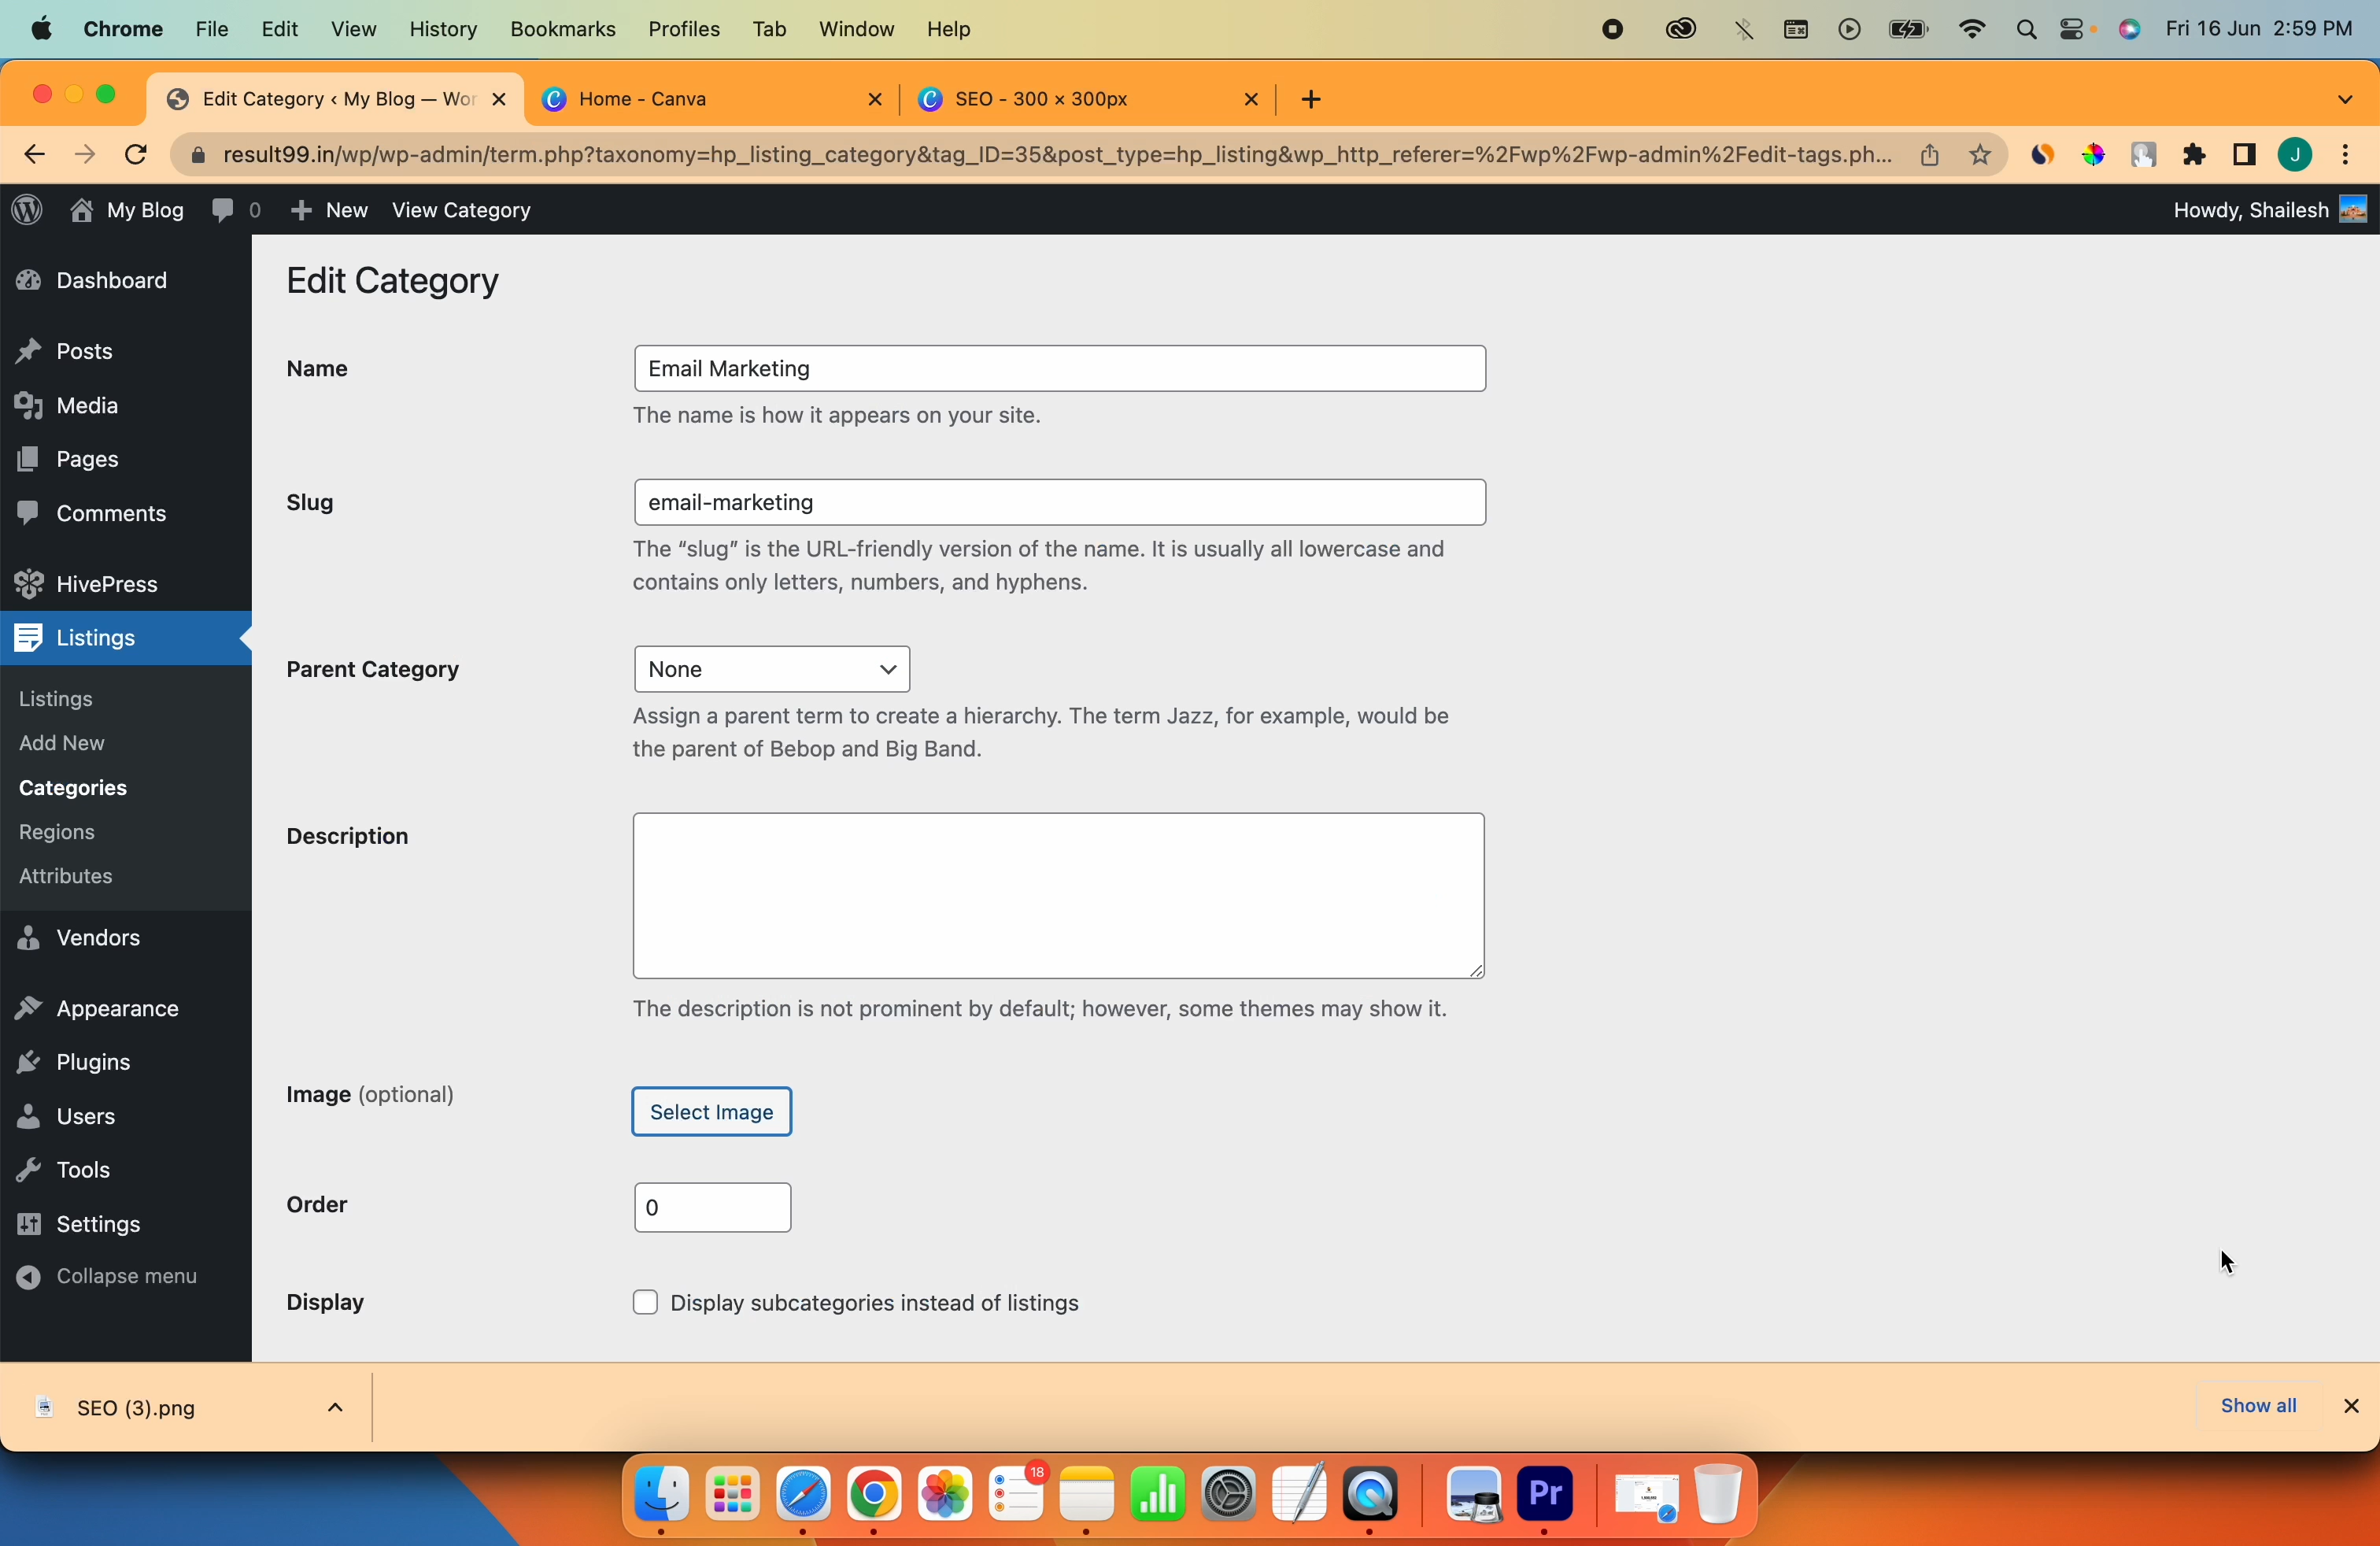 Chrome File Edit View History Bookmarks Profiles Tab Window Help Fri 16 Jun 2:59 PM
Edit Category ‹ My Blog — Wor Home - Canva SEO - 300 × 300px
result99.in/wp/wp-admin/term.php?taxonomy=hp_listing_category&tag_ID=35&post_type=hp_listing&wp_http_referer=%2Fwp%2Fwp-admin%2Fedit-tags.ph... J
My Blog 0 New View Category Howdy, Shailesh
Dashboard
Posts
Media
Pages
Comments
HivePress
Listings
Listings
Add New
Categories
Regions
Attributes
Vendors
Appearance
Plugins
Users
Tools
Settings
Collapse menu
Edit Category
Name Email Marketing
The name is how it appears on your site.
Slug email-marketing
The “slug” is the URL-friendly version of the name. It is usually all lowercase and
contains only letters, numbers, and hyphens.
Parent Category None
Assign a parent term to create a hierarchy. The term Jazz, for example, would be
the parent of Bebop and Big Band.
Description
The description is not prominent by default; however, some themes may show it.
Image (optional) Select Image
Order 0
Display Display subcategories instead of listings
SEO (3).png Show all
18
Pr